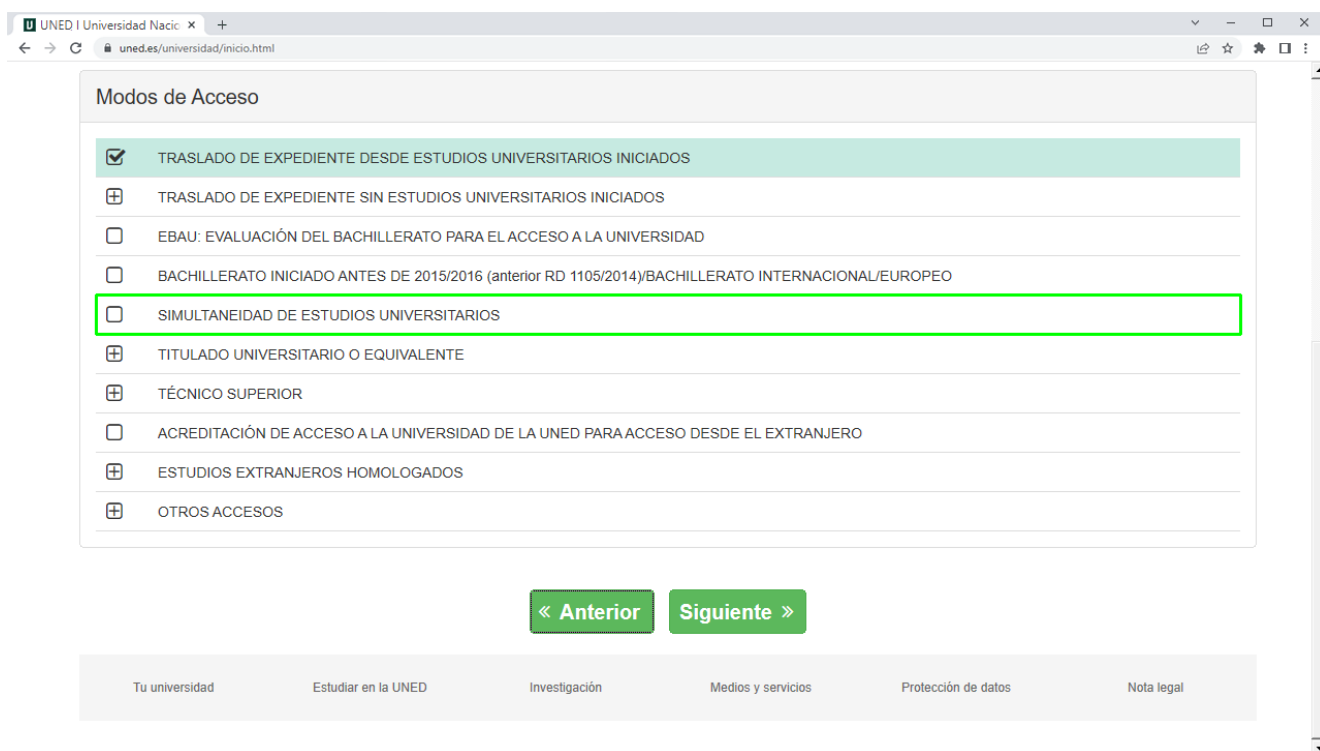 UNED I Universidad Nacio
uned.es/universidad/inicio.html
Modos de Acceso
TRASLADO DE EXPEDIENTE DESDE ESTUDIOS UNIVERSITARIOS INICIADOS
TRASLADO DE EXPEDIENTE SIN ESTUDIOS UNIVERSITARIOS INICIADOS
EBAU: EVALUACIÓN DEL BACHILLERATO PARA EL ACCESO A LA UNIVERSIDAD
BACHILLERATO INICIADO ANTES DE 2015/2016 (anterior RD 1105/2014)/BACHILLERATO INTERNACIONAL/EUROPEO
SIMULTANEIDAD DE ESTUDIOS UNIVERSITARIOS
TITULADO UNIVERSITARIO O EQUIVALENTE
TÉCNICO SUPERIOR
ACREDITACIÓN DE ACCESO A LA UNIVERSIDAD DE LA UNED PARA ACCESO DESDE EL EXTRANJERO
ESTUDIOS EXTRANJEROS HOMOLOGADOS
OTROS ACCESOS
« Anterior Siguiente »
Tu universidad Estudiar en la UNED Investigación Medios y servicios Protección de datos Nota legal